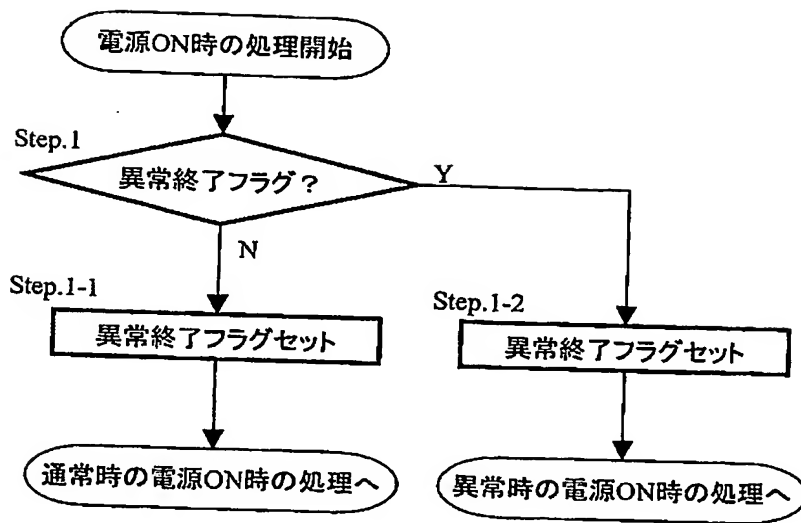 電源ON時の処理開始
Step.1
異常終了フラグ？
Y
N
Step.1-1
異常終了フラグセット
Step.1-2
異常終了フラグセット
通常時の電源ON時の処理へ
異常時の電源ON時の処理へ